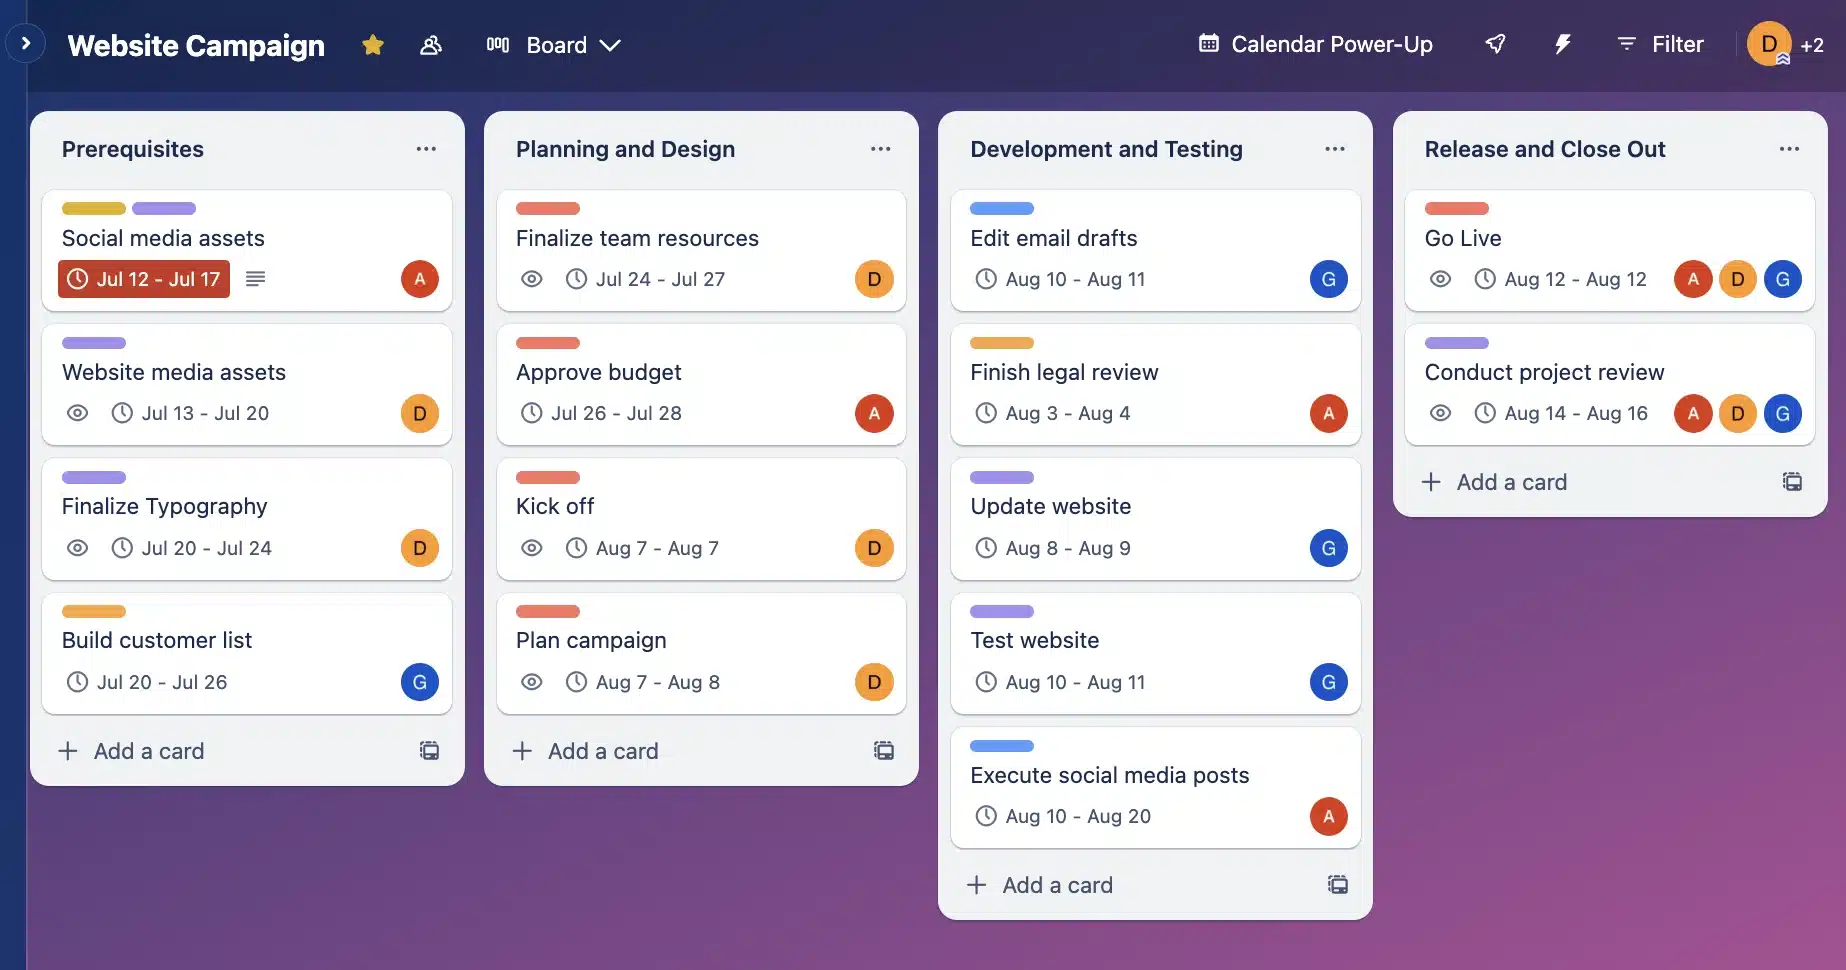 Website Campaign
Board
Calendar Power-Up
Filter
D
+2
Prerequisites
Social media assets
Jul 12 - Jul 17
A
Website media assets
Jul 13 - Jul 20
D
Finalize Typography
Jul 20 - Jul 24
D
Build customer list
Jul 20 - Jul 26
G
Add a card
Planning and Design
Finalize team resources
Jul 24 - Jul 27
D
Approve budget
Jul 26 - Jul 28
A
Kick off
Aug 7 - Aug 7
D
Plan campaign
Aug 7 - Aug 8
D
Add a card
Development and Testing
Edit email drafts
Aug 10 - Aug 11
G
Finish legal review
Aug 3 - Aug 4
A
Update website
Aug 8 - Aug 9
G
Test website
Aug 10 - Aug 11
G
Execute social media posts
Aug 10 - Aug 20
A
Add a card
Release and Close Out
Go Live
Aug 12 - Aug 12
A D G
Conduct project review
Aug 14 - Aug 16
A D G
Add a card